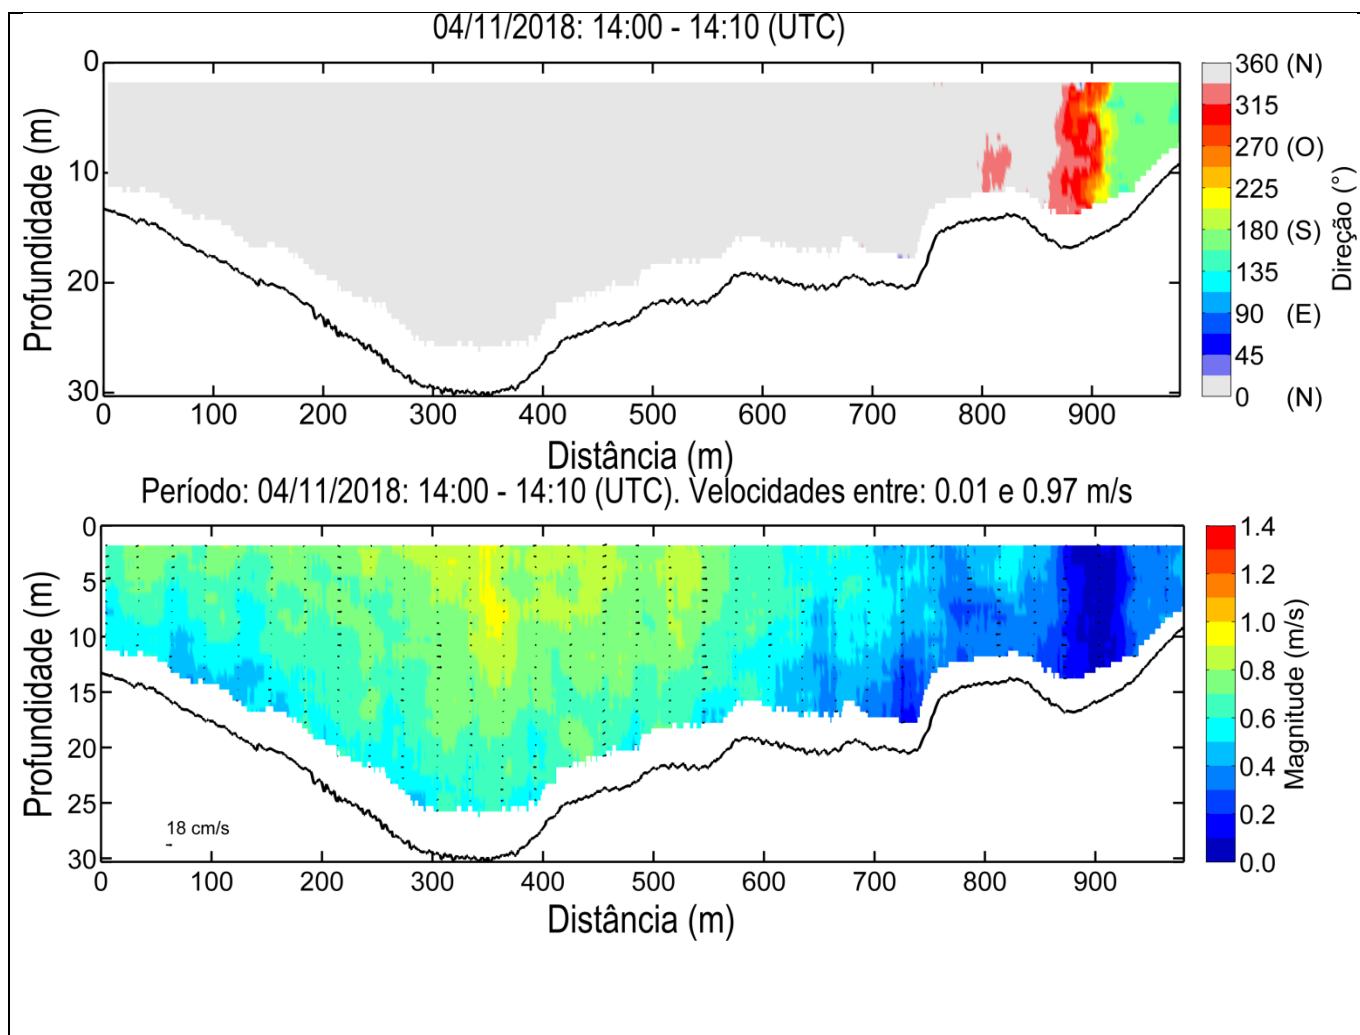 04/11/2018: 14:00 - 14:10 (UTC)
0
10
20
30
Profundidade (m)
0 100 200 300 400 500 600 700 800 900
Distância (m)
360 (N)
315
270 (O)
225
180 (S)
135
90 (E)
45
0 (N)
Direção (°)
Período: 04/11/2018: 14:00 - 14:10 (UTC). Velocidades entre: 0.01 e 0.97 m/s
0
5
10
15
20
25
30
Profundidade (m)
18 cm/s
0 100 200 300 400 500 600 700 800 900
Distância (m)
1.4
1.2
1.0
0.8
0.6
0.4
0.2
0.0
Magnitude (m/s)